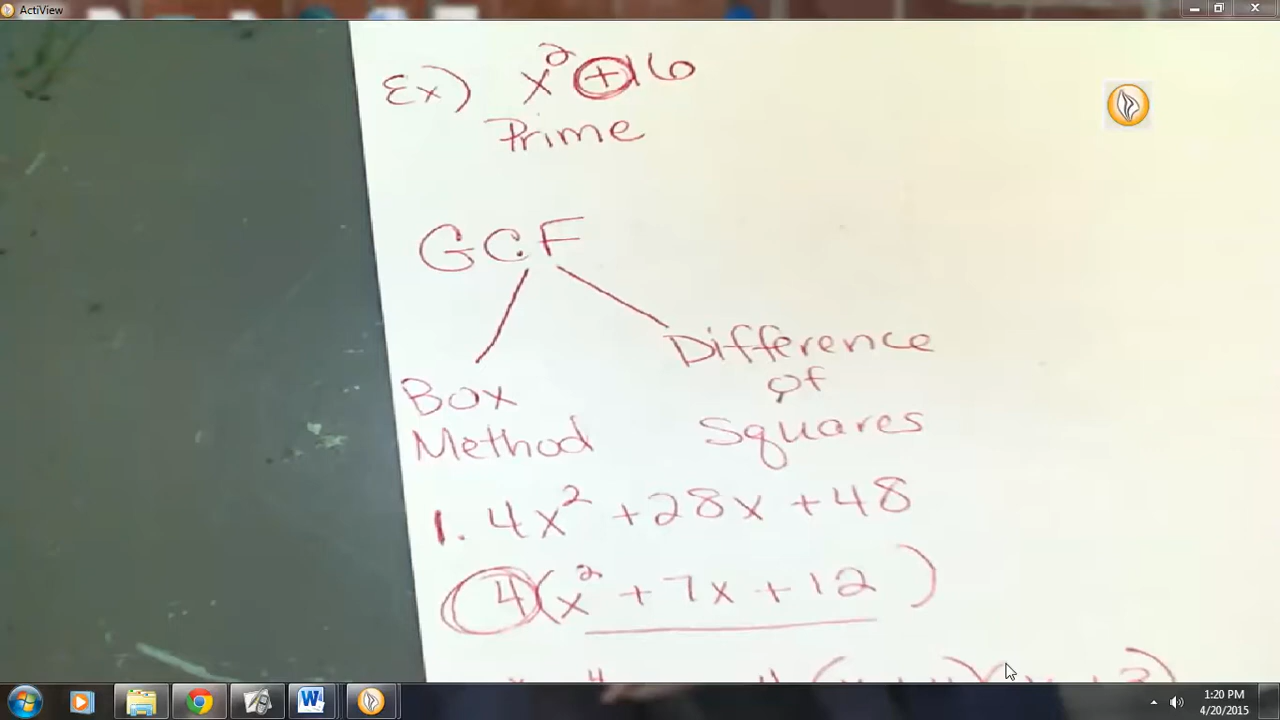 ActiView
Ex) x² + 16
Prime
GCF
Box
Method
Difference
of
Squares
1. 4x² + 28x + 48
4(x² + 7x + 12)
1:20 PM
4/20/2015